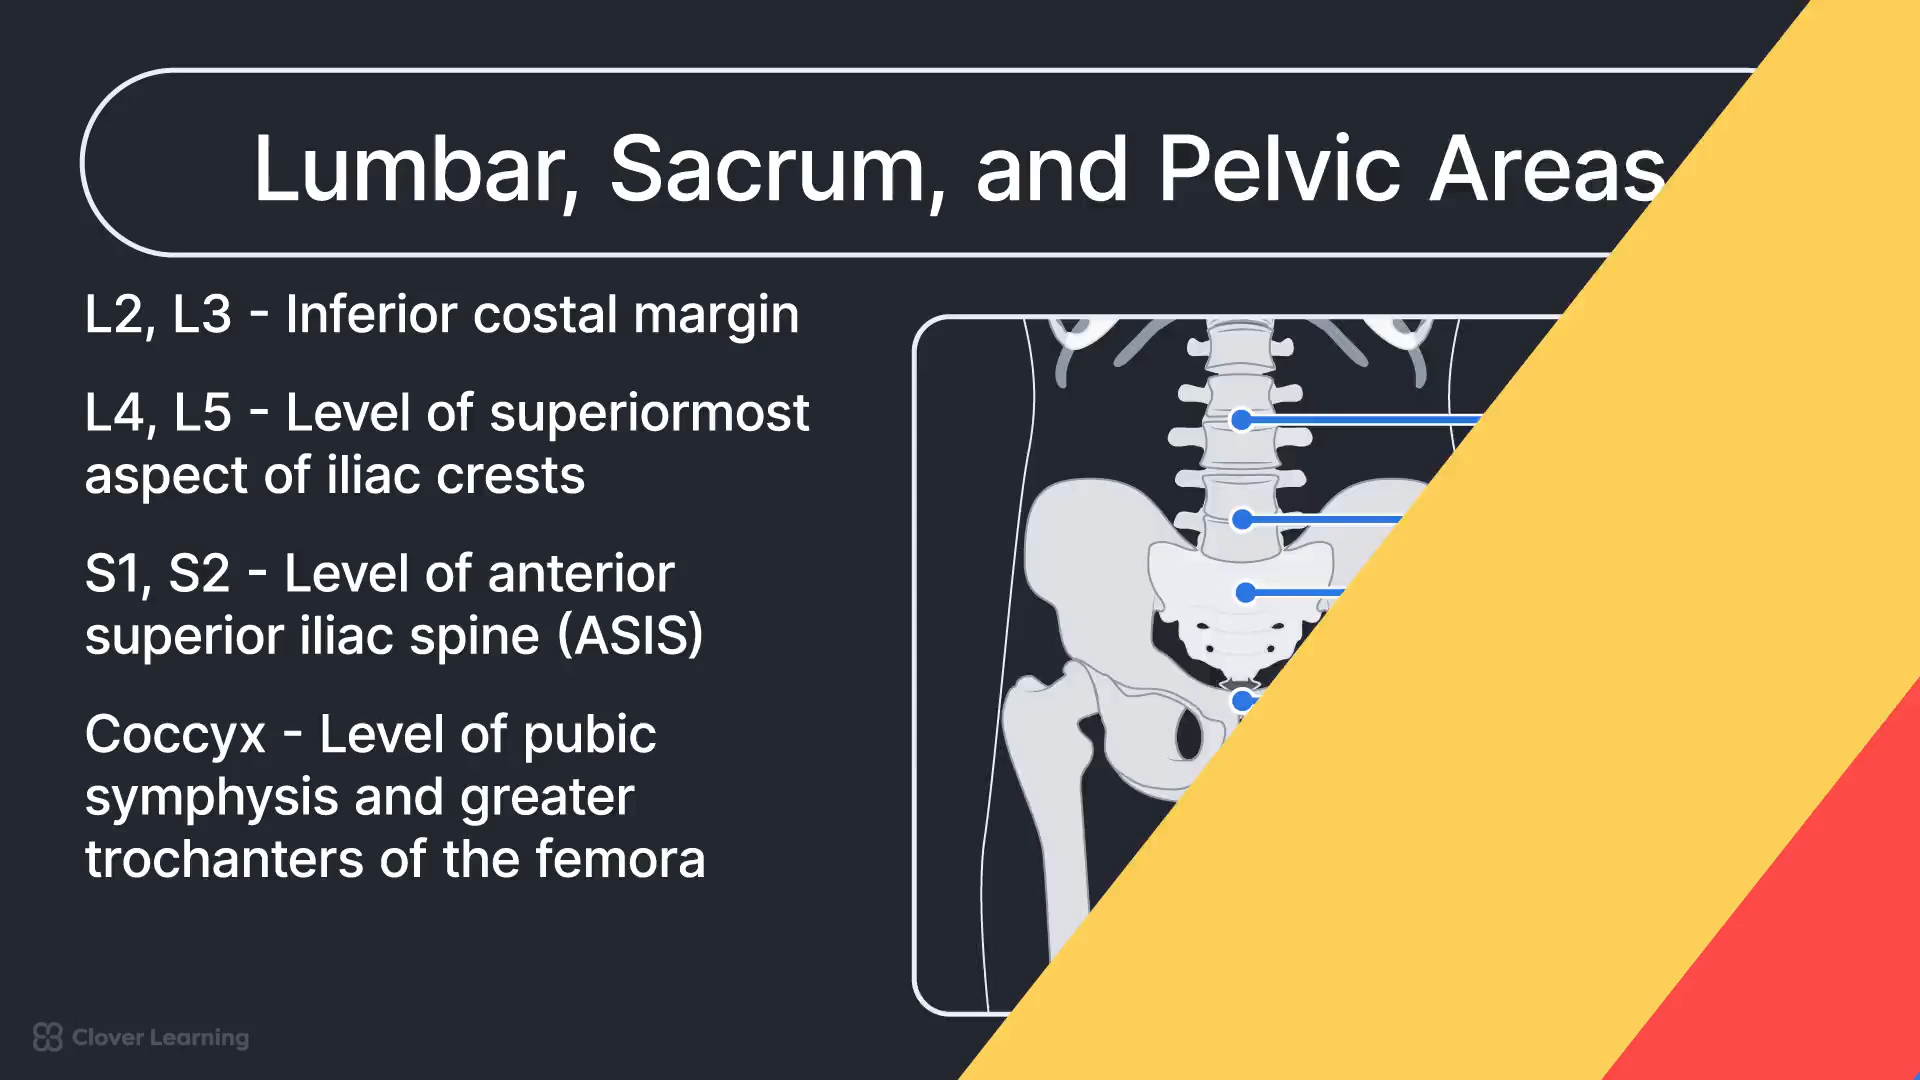 Lumbar, Sacrum, and Pelvic Areas
L2, L3 - Inferior costal margin
L4, L5 - Level of superiormost
aspect of iliac crests
S1, S2 - Level of anterior
superior iliac spine (ASIS)
Coccyx - Level of pubic
symphysis and greater
trochanters of the femora
Clover Learning